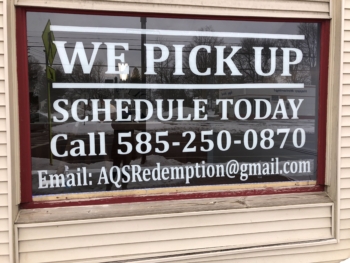 WE PICK UP
SCHEDULE TODAY
Call 585-250-0870
Email: AQSRedemption@gmail.com